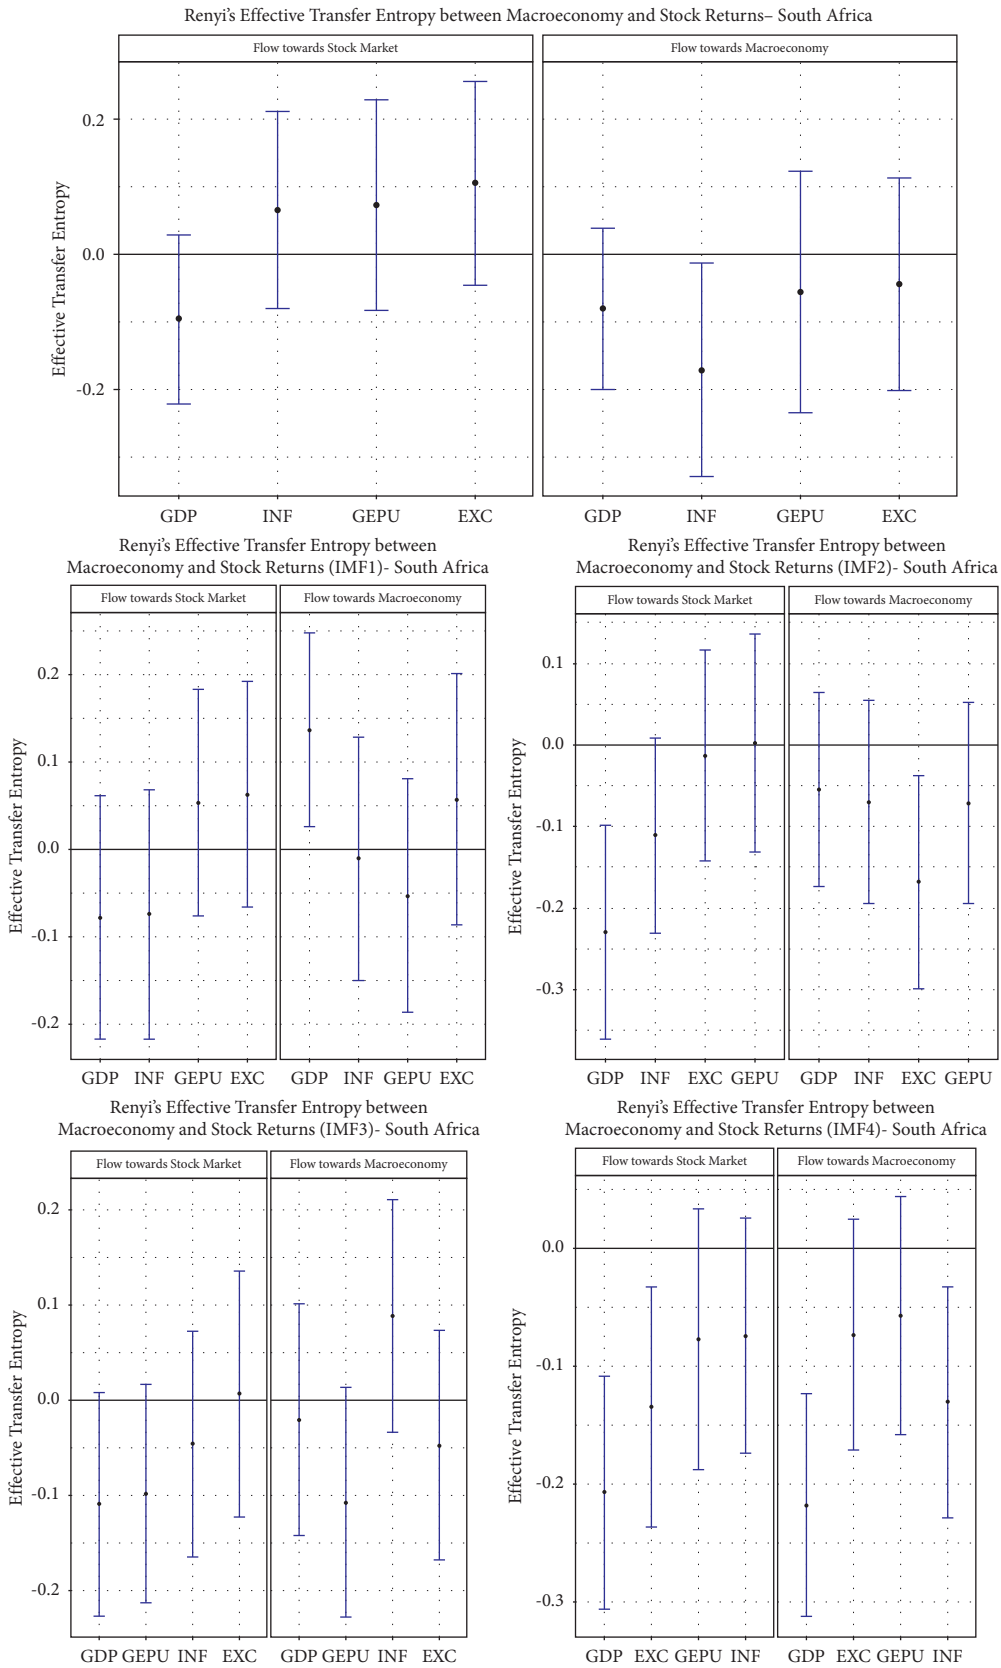 Renyi's Effective Transfer Entropy between Macroeconomy and Stock Returns– South Africa
Flow towards Stock Market
Flow towards Macroeconomy
Effective Transfer Entropy
0.2
0.0
-0.2
GDP INF GEPU EXC
GDP INF GEPU EXC
Renyi's Effective Transfer Entropy between
Macroeconomy and Stock Returns (IMF1)- South Africa
Flow towards Stock Market
Flow towards Macroeconomy
Effective Transfer Entropy
0.2
0.1
0.0
-0.1
-0.2
GDP INF GEPU EXC
GDP INF GEPU EXC
Renyi's Effective Transfer Entropy between
Macroeconomy and Stock Returns (IMF2)- South Africa
Flow towards Stock Market
Flow towards Macroeconomy
Effective Transfer Entropy
0.1
0.0
-0.1
-0.2
-0.3
GDP INF EXC GEPU
GDP INF EXC GEPU
Renyi's Effective Transfer Entropy between
Macroeconomy and Stock Returns (IMF3)- South Africa
Flow towards Stock Market
Flow towards Macroeconomy
Effective Transfer Entropy
0.2
0.1
0.0
-0.1
-0.2
GDP GEPU INF EXC
GDP GEPU INF EXC
Renyi's Effective Transfer Entropy between
Macroeconomy and Stock Returns (IMF4)- South Africa
Flow towards Stock Market
Flow towards Macroeconomy
Effective Transfer Entropy
0.0
-0.1
-0.2
-0.3
GDP EXC GEPU INF
GDP EXC GEPU INF